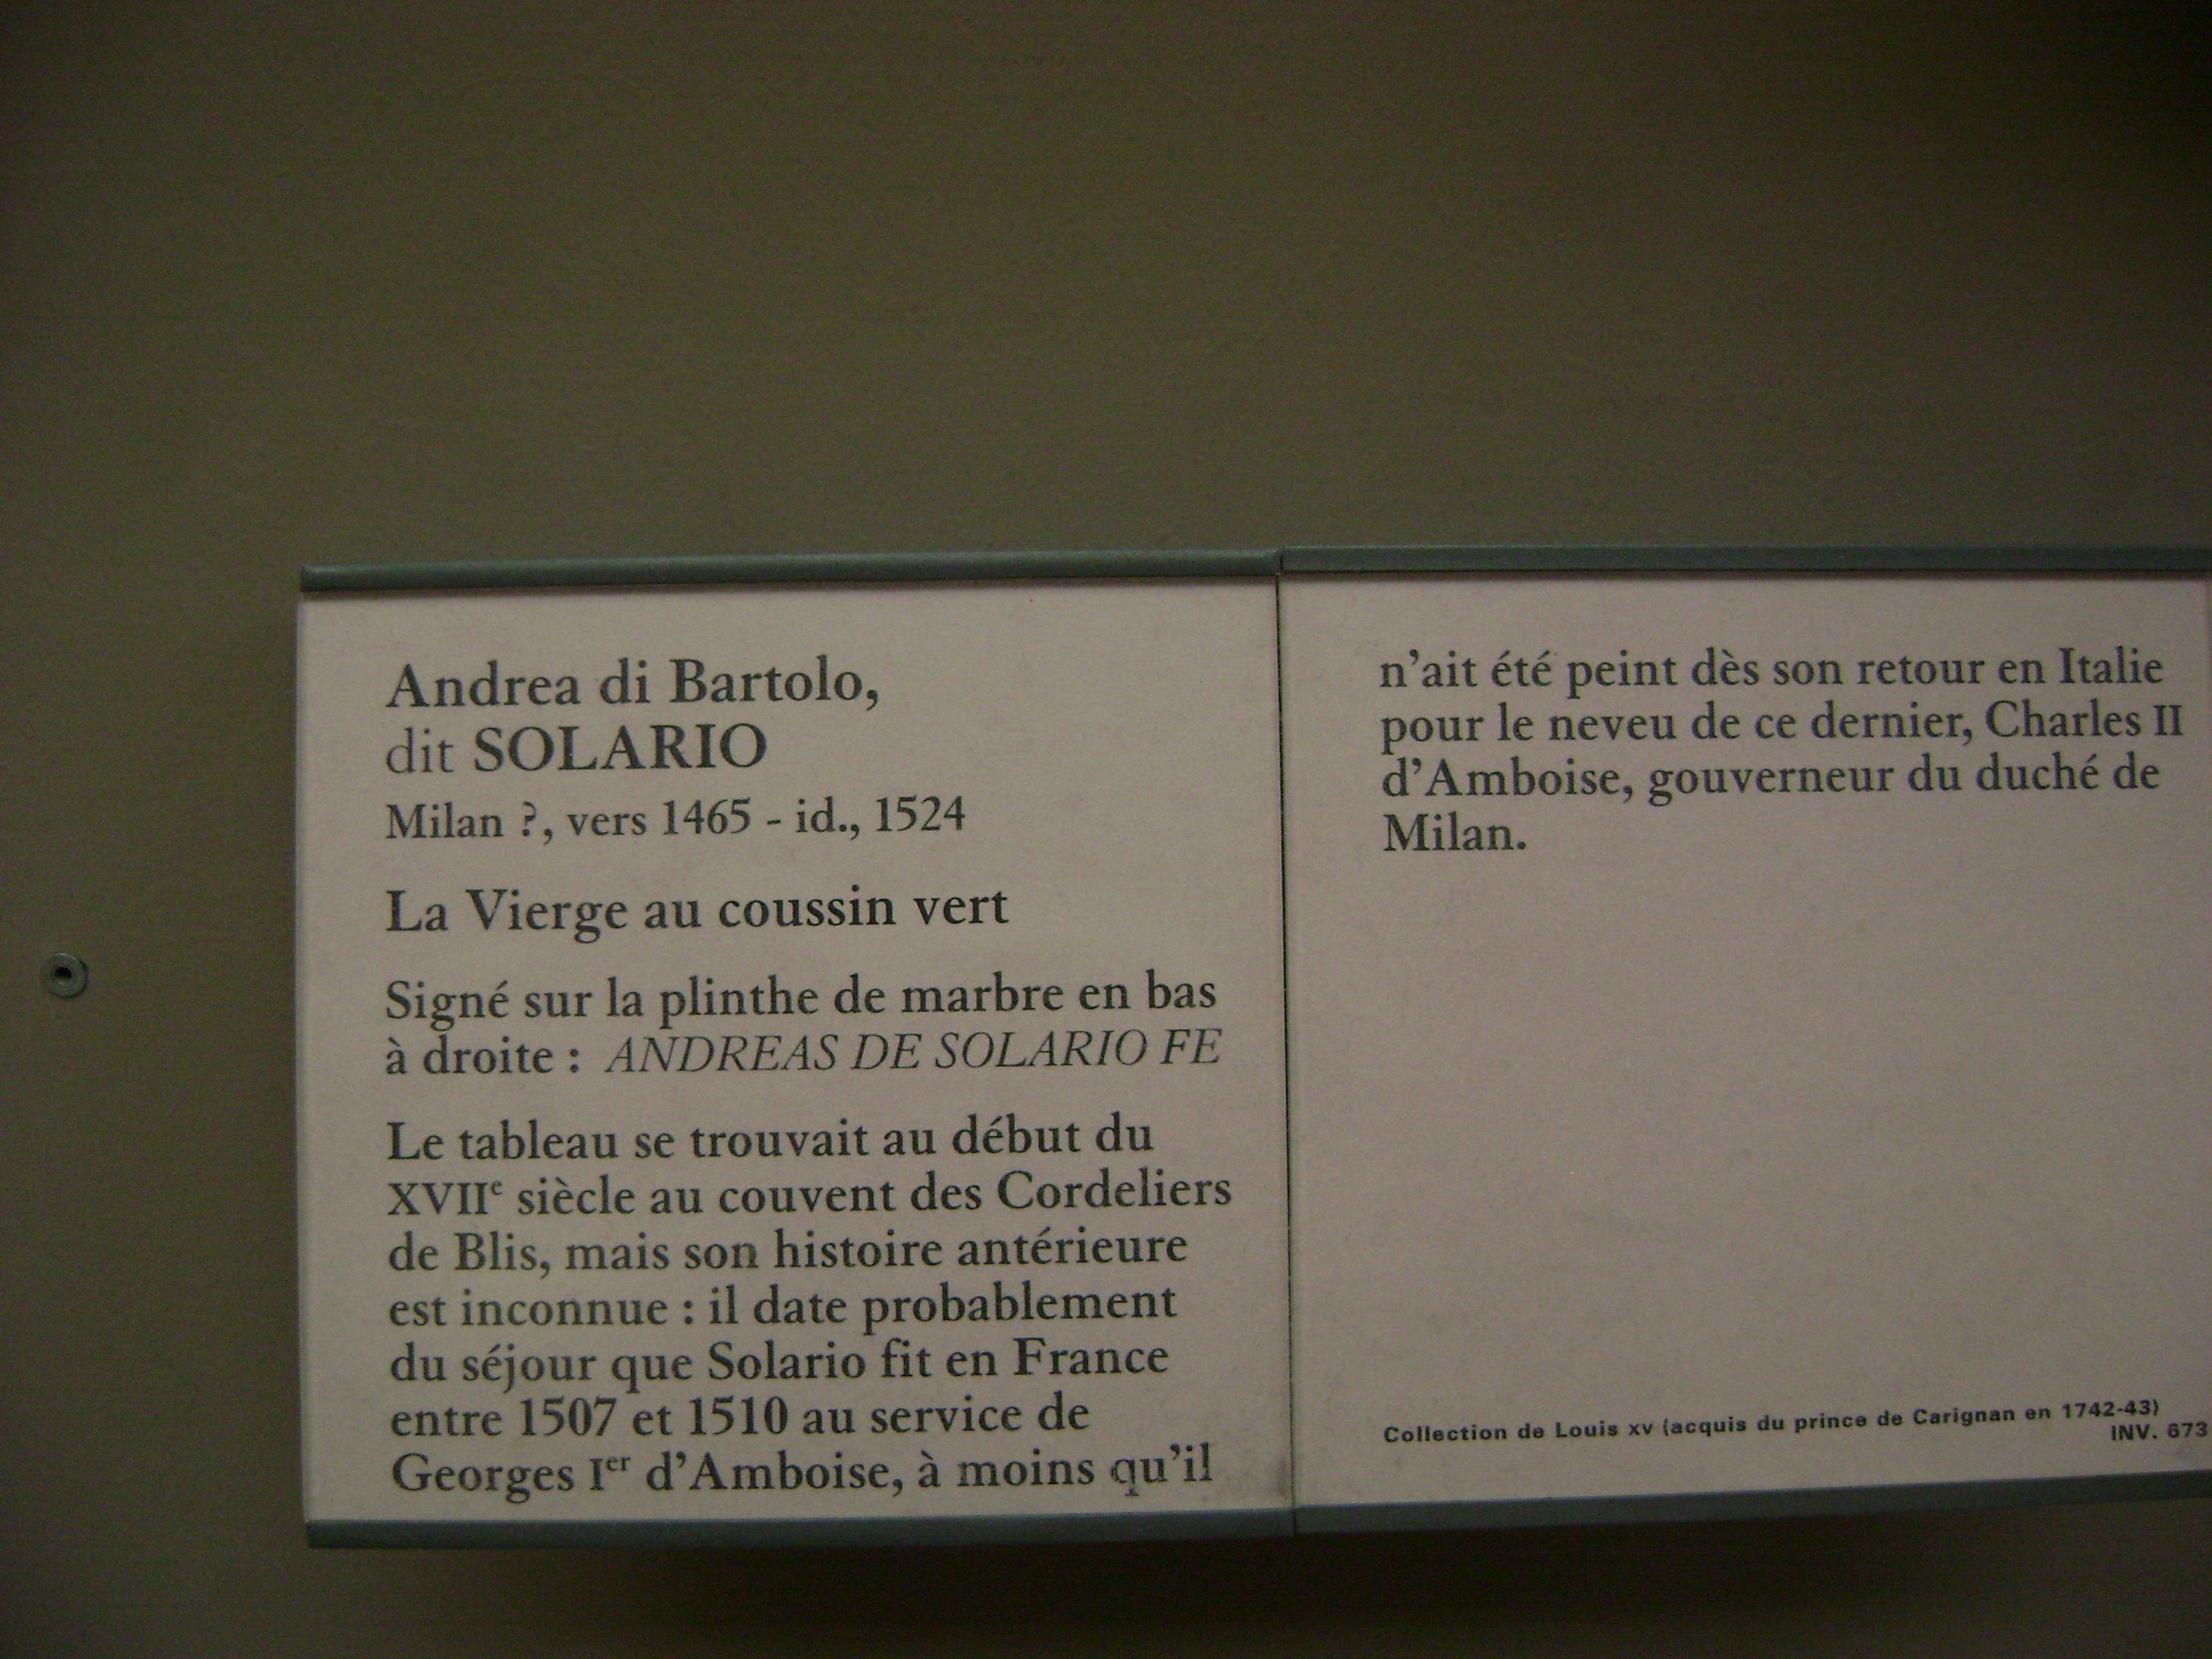 Andrea di Bartolo,
dit SOLARIO
Milan ?, vers 1465 - id., 1524
La Vierge au coussin vert
Signé sur la plinthe de marbre en bas
à droite : ANDREAS DE SOLARIO FE
Le tableau se trouvait au début du
XVIIe siècle au couvent des Cordeliers
de Blis, mais son histoire antérieure
est inconnue : il date probablement
du séjour que Solario fit en France
entre 1507 et 1510 au service de
Georges Ier d'Amboise, à moins qu'il
n'ait été peint dès son retour en Italie
pour le neveu de ce dernier, Charles II
d'Amboise, gouverneur du duché de
Milan.
Collection de Louis XV (acquis du prince de Carignan en 1742-43)
INV. 673